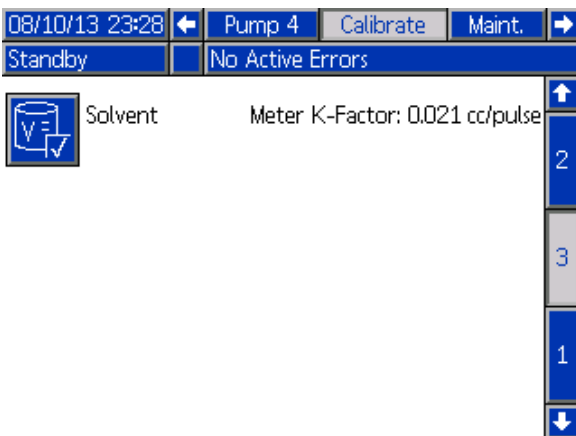 08/10/13 23:28 Pump 4 Calibrate Maint.
Standby No Active Errors
Solvent Meter K-Factor: 0.021 cc/pulse
2
3
1